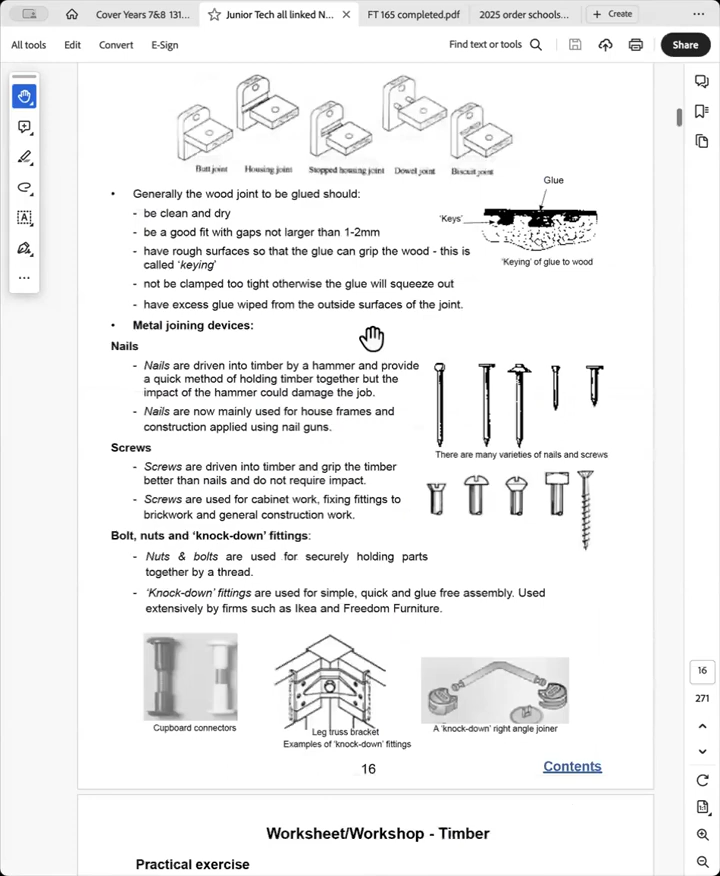 Cover Years 7&8 131...
Junior Tech all linked N...
FT 165 completed.pdf
2025 order schools...
+ Create
All tools
Edit
Convert
E-Sign
Find text or tools
Share
Butt joint
Housing joint
Stopped housing joint
Dowel joint
Biscuit joint
• Generally the wood joint to be glued should:
- be clean and dry
- be a good fit with gaps not larger than 1-2mm
- have rough surfaces so that the glue can grip the wood - this is
called 'keying'
- not be clamped too tight otherwise the glue will squeeze out
- have excess glue wiped from the outside surfaces of the joint.
Glue
'Keys'
'Keying' of glue to wood
• Metal joining devices:
Nails
- Nails are driven into timber by a hammer and provide
a quick method of holding timber together but the
impact of the hammer could damage the job.
- Nails are now mainly used for house frames and
construction applied using nail guns.
There are many varieties of nails and screws
Screws
- Screws are driven into timber and grip the timber
better than nails and do not require impact.
- Screws are used for cabinet work, fixing fittings to
brickwork and general construction work.
Bolt, nuts and 'knock-down' fittings:
- Nuts & bolts are used for securely holding parts
together by a thread.
- 'Knock-down' fittings are used for simple, quick and glue free assembly. Used
extensively by firms such as Ikea and Freedom Furniture.
Cupboard connectors
Leg truss bracket
Examples of 'knock-down' fittings
A 'knock-down' right angle joiner
16
Contents
16
271
Worksheet/Workshop - Timber
Practical exercise